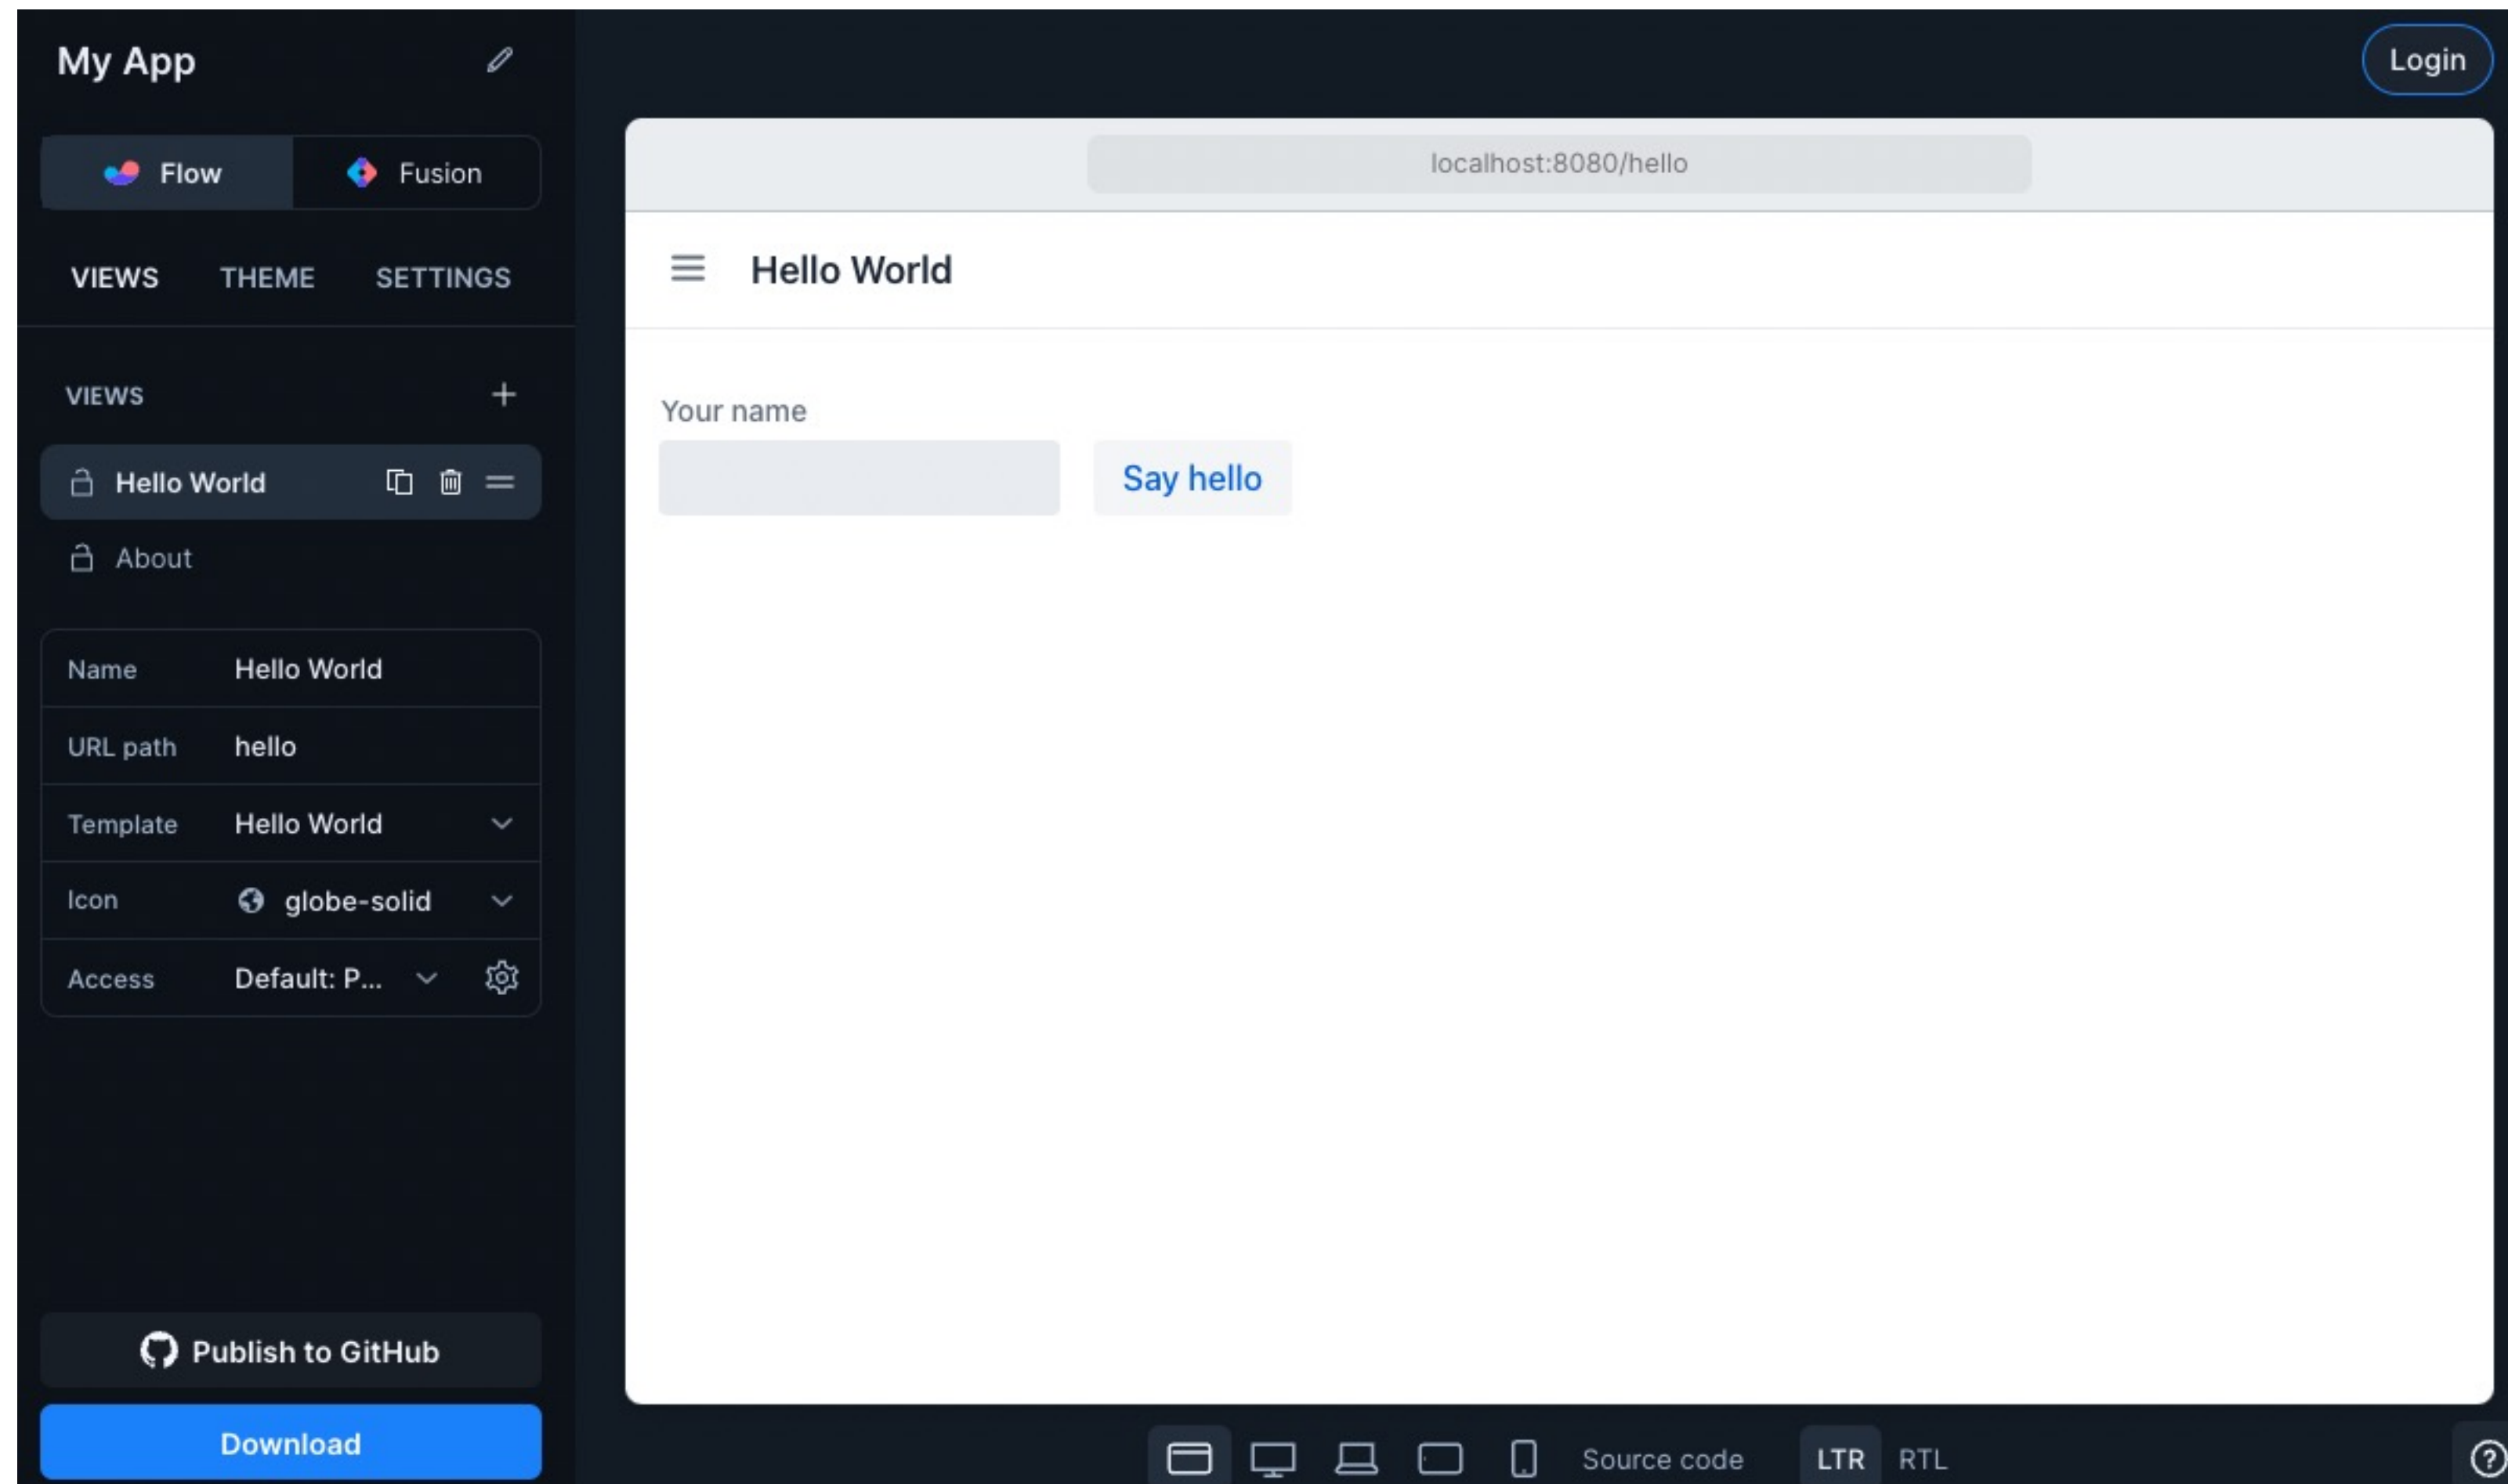 My App
Flow Fusion
VIEWS THEME SETTINGS
VIEWS
Hello World
About
Name Hello World
URL path hello
Template Hello World
Icon globe-solid
Access Default: P...
Publish to GitHub
Download
Login
localhost:8080/hello
Hello World
Your name
Say hello
Source code LTR RTL